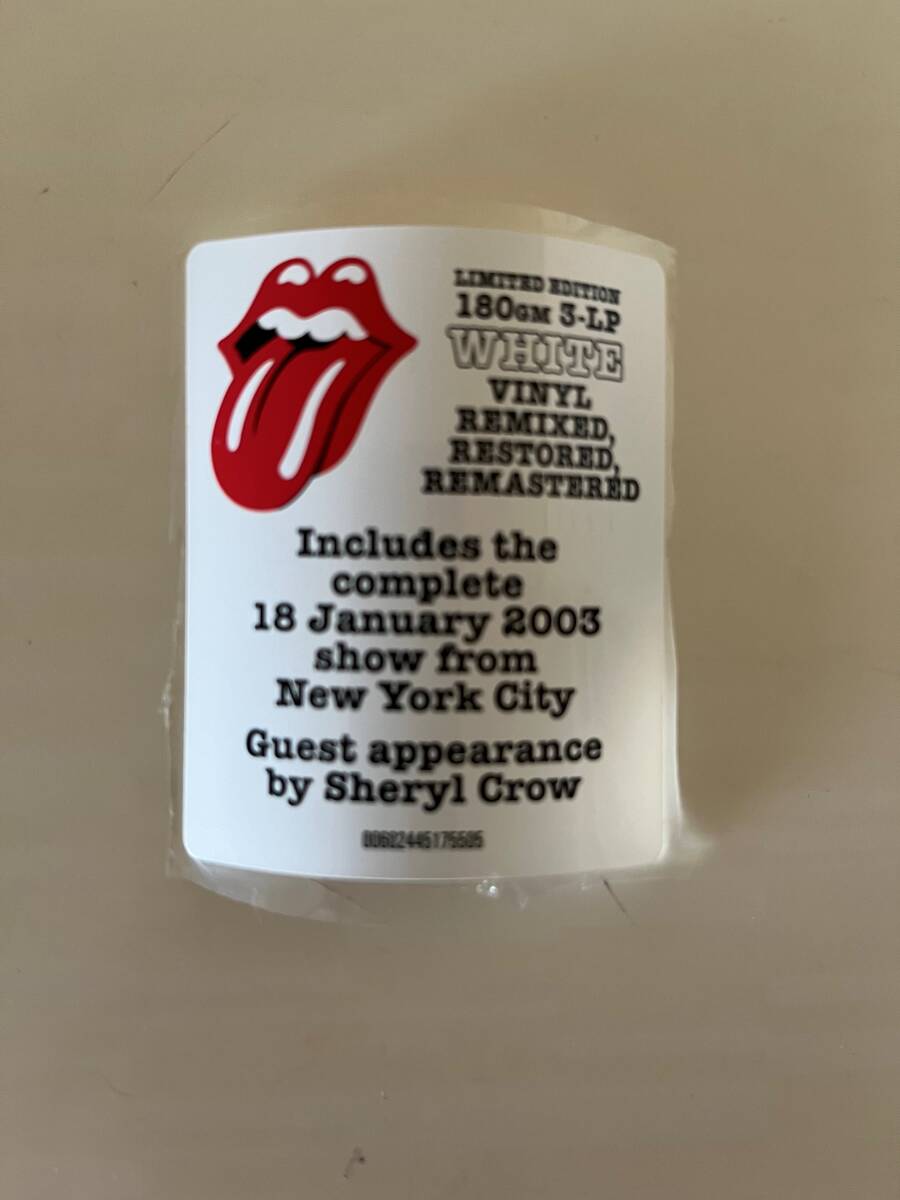 LIMITED EDITION
180GM 3-LP
WHITE
VINYL
REMIXED,
RESTORED,
REMASTERED
Includes the
complete
18 January 2003
show from
New York City
Guest appearance
by Sheryl Crow
00602445175505